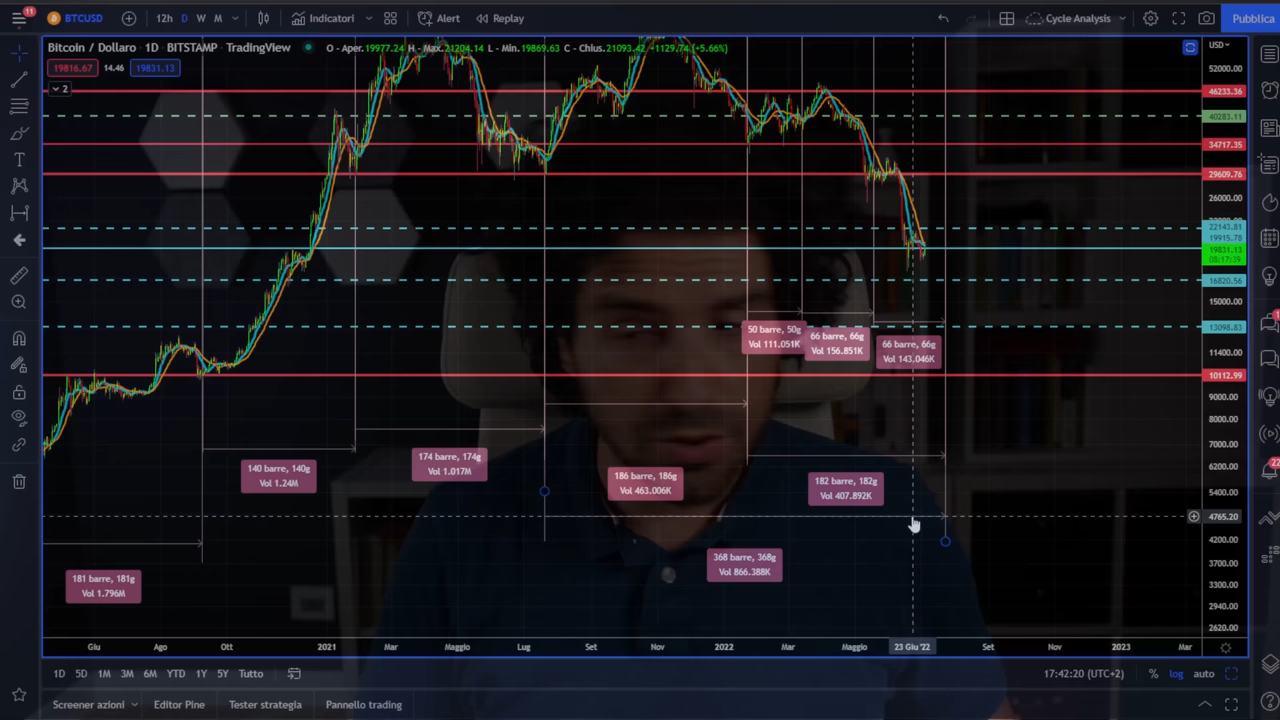 11
BTCUSD
12h D W M
Indicatori
Alert
Replay
Cycle Analysis
Pubblica
Bitcoin / Dollaro · 1D · BITSTAMP · TradingView
O - Aper.19977.24 H - Max.21204.14 L - Min.19869.63 C - Chius.21093.42 +1129.74 (+5.66%)
USD
19816.67 14.46 19831.13
2
52000.00
46233.36
40283.11
34717.35
29609.76
26000.00
22143.81
19915.78
19831.13
08:17:39
16820.56
15000.00
13098.83
11400.00
10112.99
9000.00
7000.00
6200.00
5400.00
4765.20
4200.00
3700.00
3300.00
2940.00
2620.00
50 barre, 50g
Vol 111.051K
66 barre, 66g
Vol 156.851K
66 barre, 66g
Vol 143.046K
140 barre, 140g
Vol 1.24M
174 barre, 174g
Vol 1.017M
186 barre, 186g
Vol 463.006K
182 barre, 182g
Vol 407.892K
368 barre, 368g
Vol 866.388K
181 barre, 181g
Vol 1.796M
Giu Ago Ott 2021 Mar Maggio Lug Set Nov 2022 Mar Maggio 23 Giu '22 Set Nov 2023 Mar
1D 5D 1M 3M 6M YTD 1Y 5Y Tutto
17:42:20 (UTC+2) % log auto
Screener azioni Editor Pine Tester strategia Pannello trading